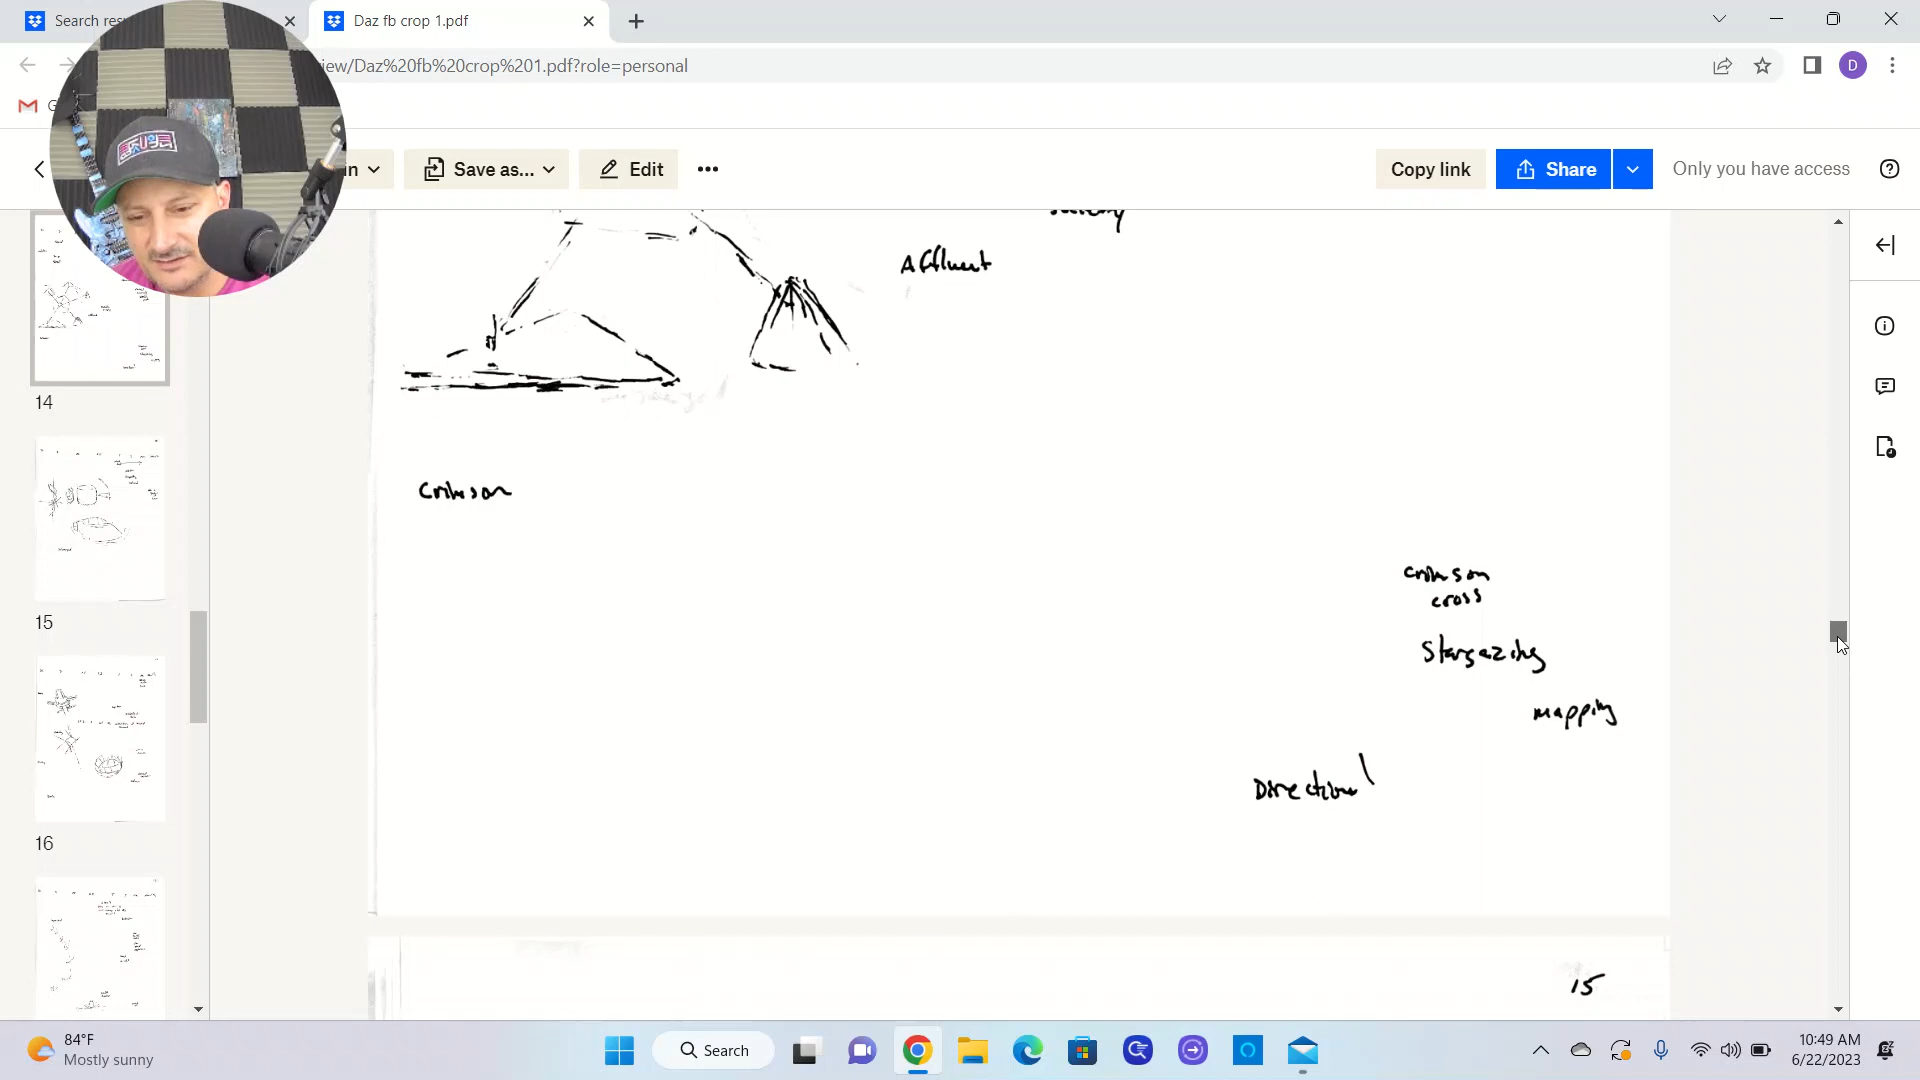 Daz fb crop 1.pdf
iew/Daz%20fb%20crop%201.pdf?role=personal
D
Save as...
Edit
Copy link
Share
Only you have access
Affluent
14
Crimson
15
crimson
cross
Stargazing
mapping
Directional
16
15
84°F
Mostly sunny
Search
10:49 AM
6/22/2023